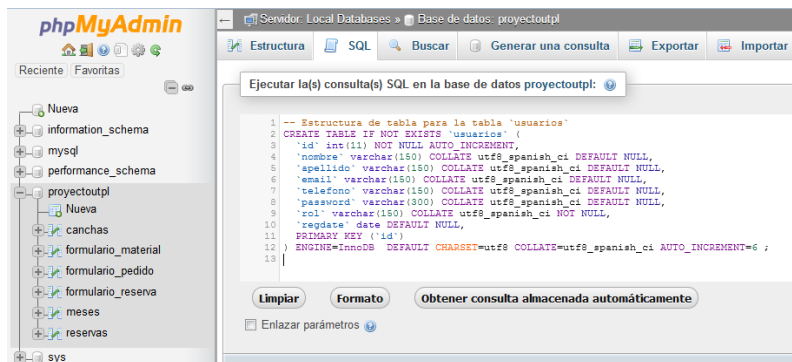 phpMyAdmin
Reciente Favoritas
Nueva
information_schema
mysql
performance_schema
proyectoutpl
Nueva
canchas
formulario_material
formulario_pedido
formulario_reserva
meses
reservas
sys
Servidor: Local Databases » Base de datos: proyectoutpl
Estructura SQL Buscar Generar una consulta Exportar Importar
Ejecutar la(s) consulta(s) SQL en la base de datos proyectoutpl:
1 -- Estructura de tabla para la tabla `usuarios`
2 CREATE TABLE IF NOT EXISTS `usuarios` (
3 `id` int(11) NOT NULL AUTO_INCREMENT,
4 `nombre` varchar(150) COLLATE utf8_spanish_ci DEFAULT NULL,
5 `apellido` varchar(150) COLLATE utf8_spanish_ci DEFAULT NULL,
6 `email` varchar(150) COLLATE utf8_spanish_ci DEFAULT NULL,
7 `telefono` varchar(150) COLLATE utf8_spanish_ci DEFAULT NULL,
8 `password` varchar(300) COLLATE utf8_spanish_ci DEFAULT NULL,
9 `rol` varchar(150) COLLATE utf8_spanish_ci NOT NULL,
10 `regdate` date DEFAULT NULL,
11 PRIMARY KEY (`id`)
12 ) ENGINE=InnoDB DEFAULT CHARSET=utf8 COLLATE=utf8_spanish_ci AUTO_INCREMENT=6 ;
13
Limpiar Formato Obtener consulta almacenada automáticamente
Enlazar parámetros